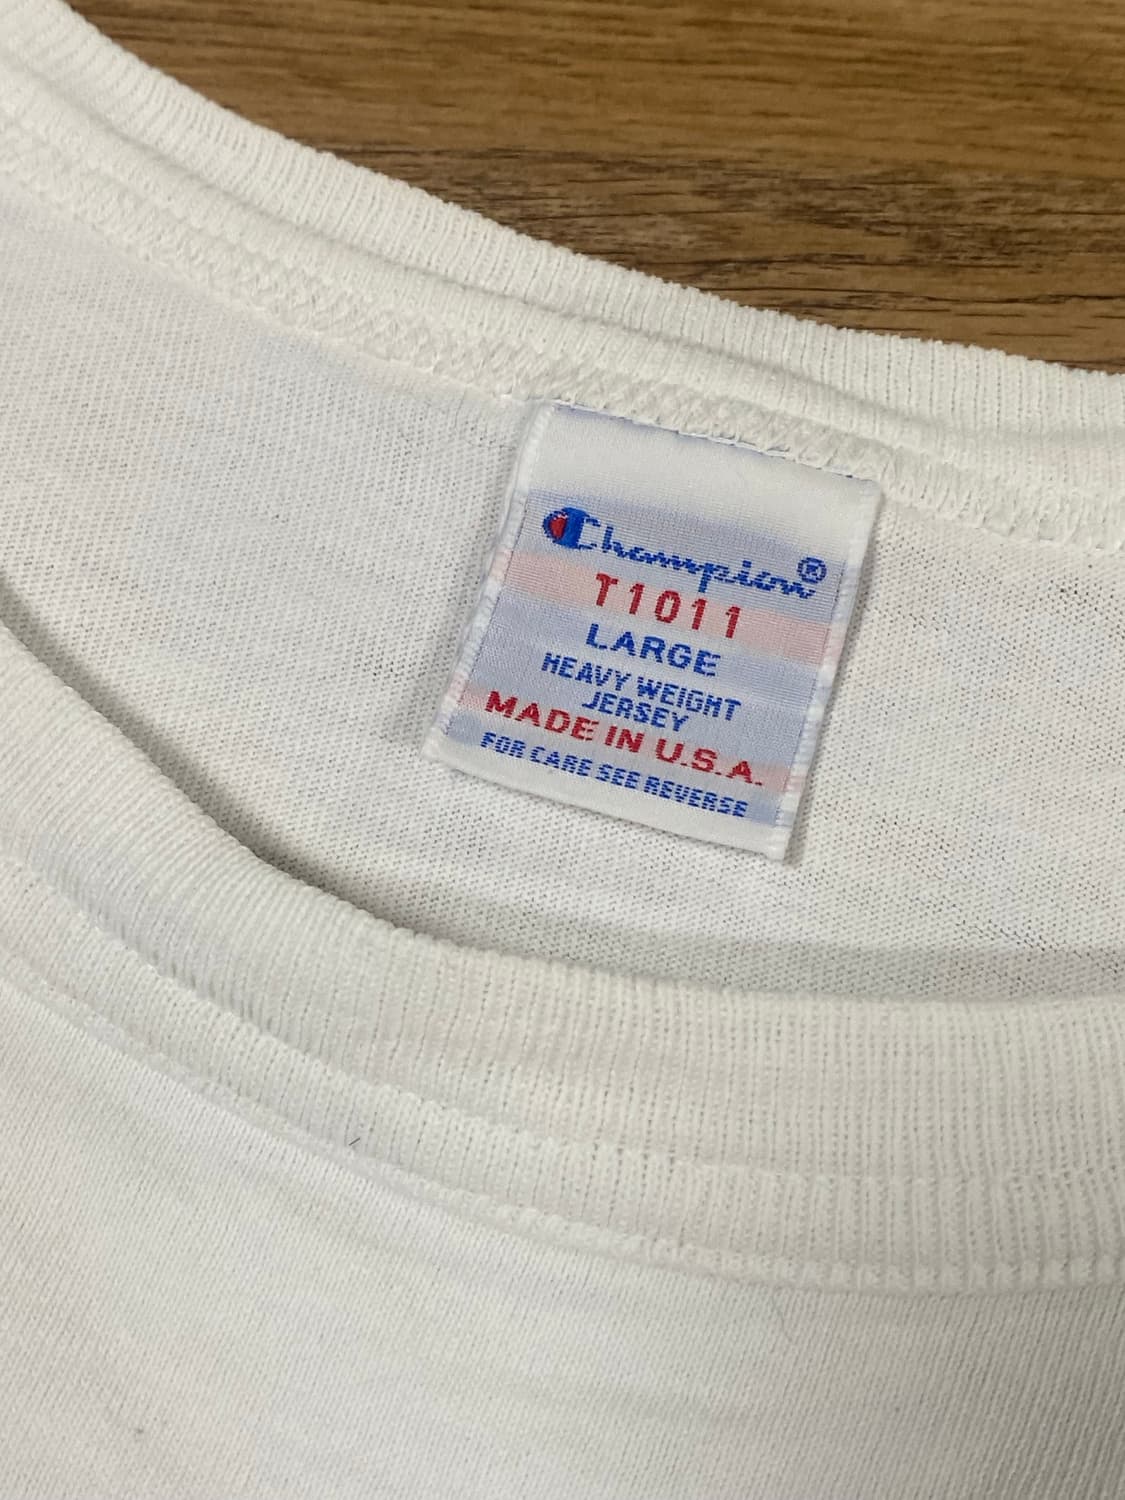 Champion®
T1011
LARGE
HEAVY WEIGHT
JERSEY
MADE IN U.S.A.
FOR CARE SEE REVERSE